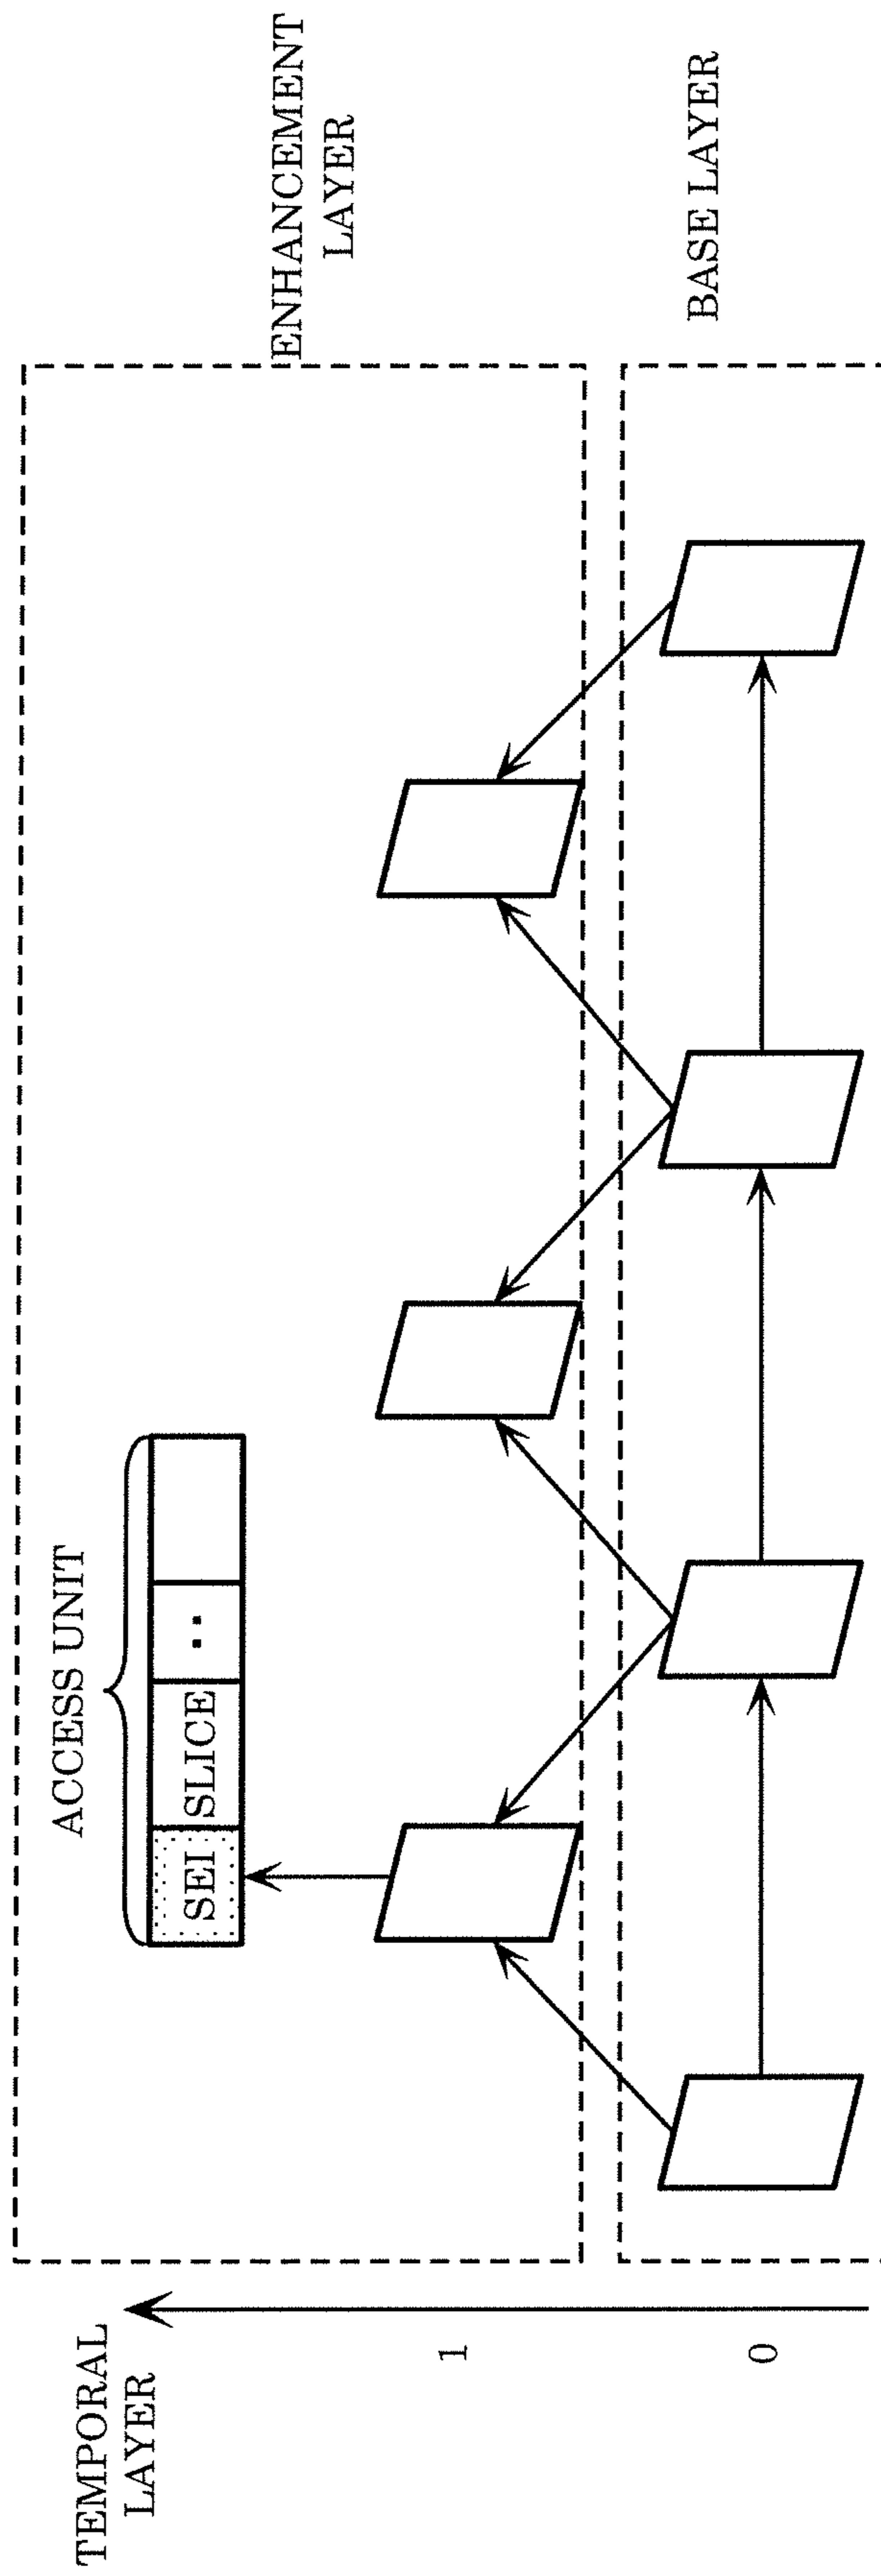 TEMPORAL
LAYER
1
0
ACCESS UNIT
SEI
SLICE
..
ENHANCEMENT
LAYER
BASE LAYER